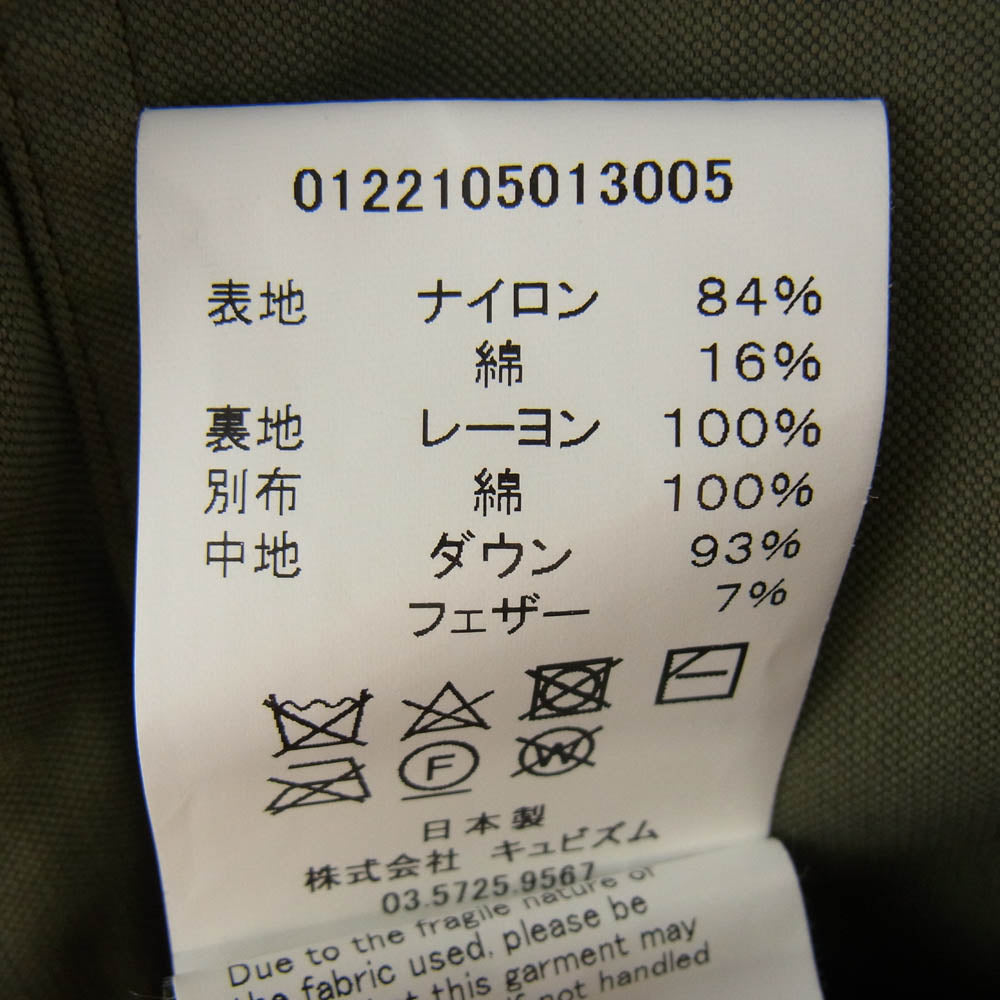 0122105013005
表地 ナイロン 84%
綿 16%
裏地 レーヨン 100%
別布 綿 100%
中地 ダウン 93%
フェザー 7%
F
W
日本製
株式会社 キュビズム
03.5725.9567
Due to the fragile nature of
the fabric used, please be
this garment may
not handled